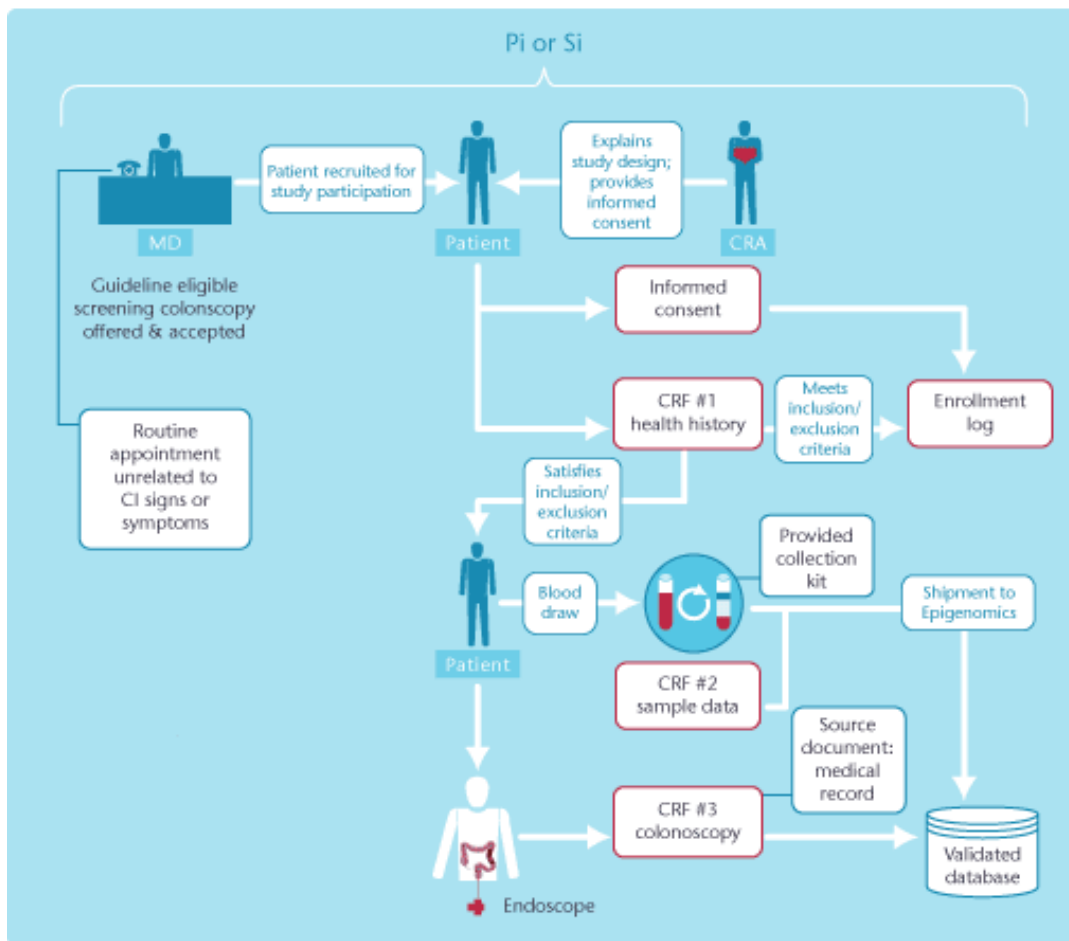 Pi or Si
Patient recruited for
study participation
Explains
study design;
provides
informed
consent
MD
Patient
CRA
Guideline eligible
screening colonscopy
offered & accepted
Informed
consent
Routine
appointment
unrelated to
CI signs or
symptoms
CRF #1
health history
Meets
inclusion/
exclusion
criteria
Enrollment
log
Satisfies
inclusion/
exclusion
criteria
Provided
collection
kit
Blood
draw
Shipment to
Epigenomics
Patient
CRF #2
sample data
Source
document:
medical
record
CRF #3
colonoscopy
Validated
database
Endoscope